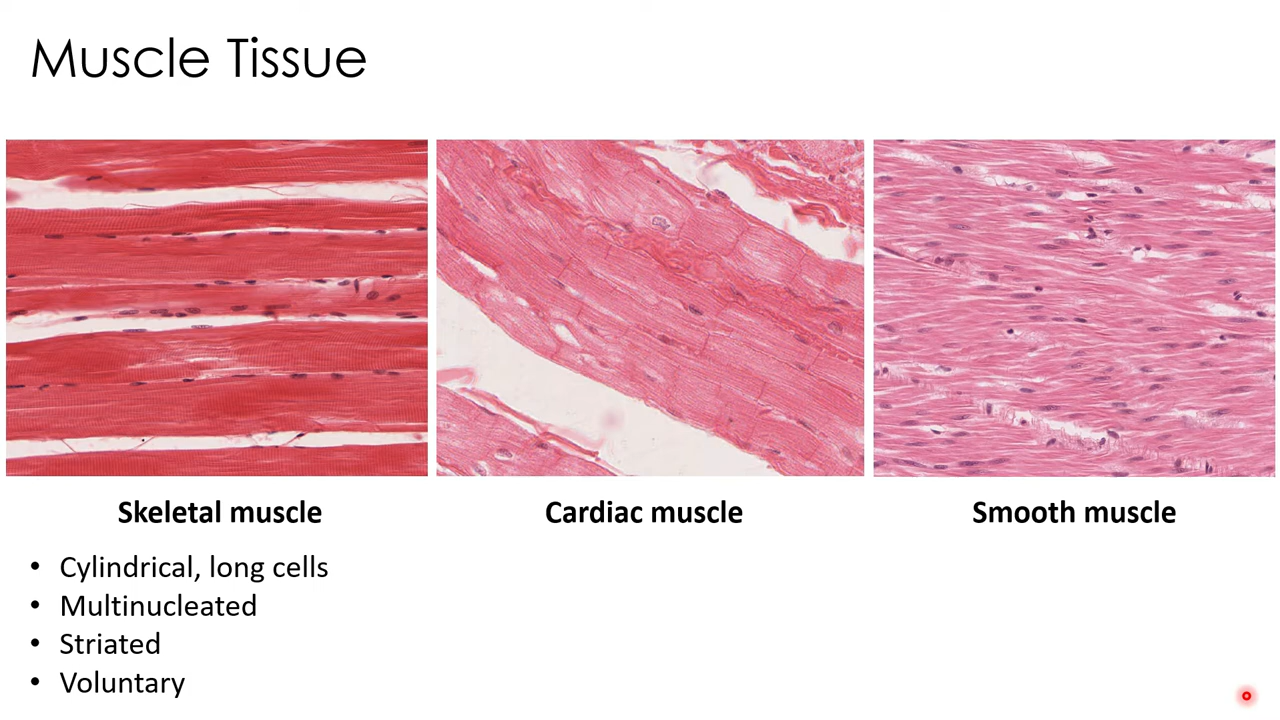 Muscle Tissue
Skeletal muscle
Cardiac muscle
Smooth muscle
• Cylindrical, long cells
• Multinucleated
• Striated
• Voluntary